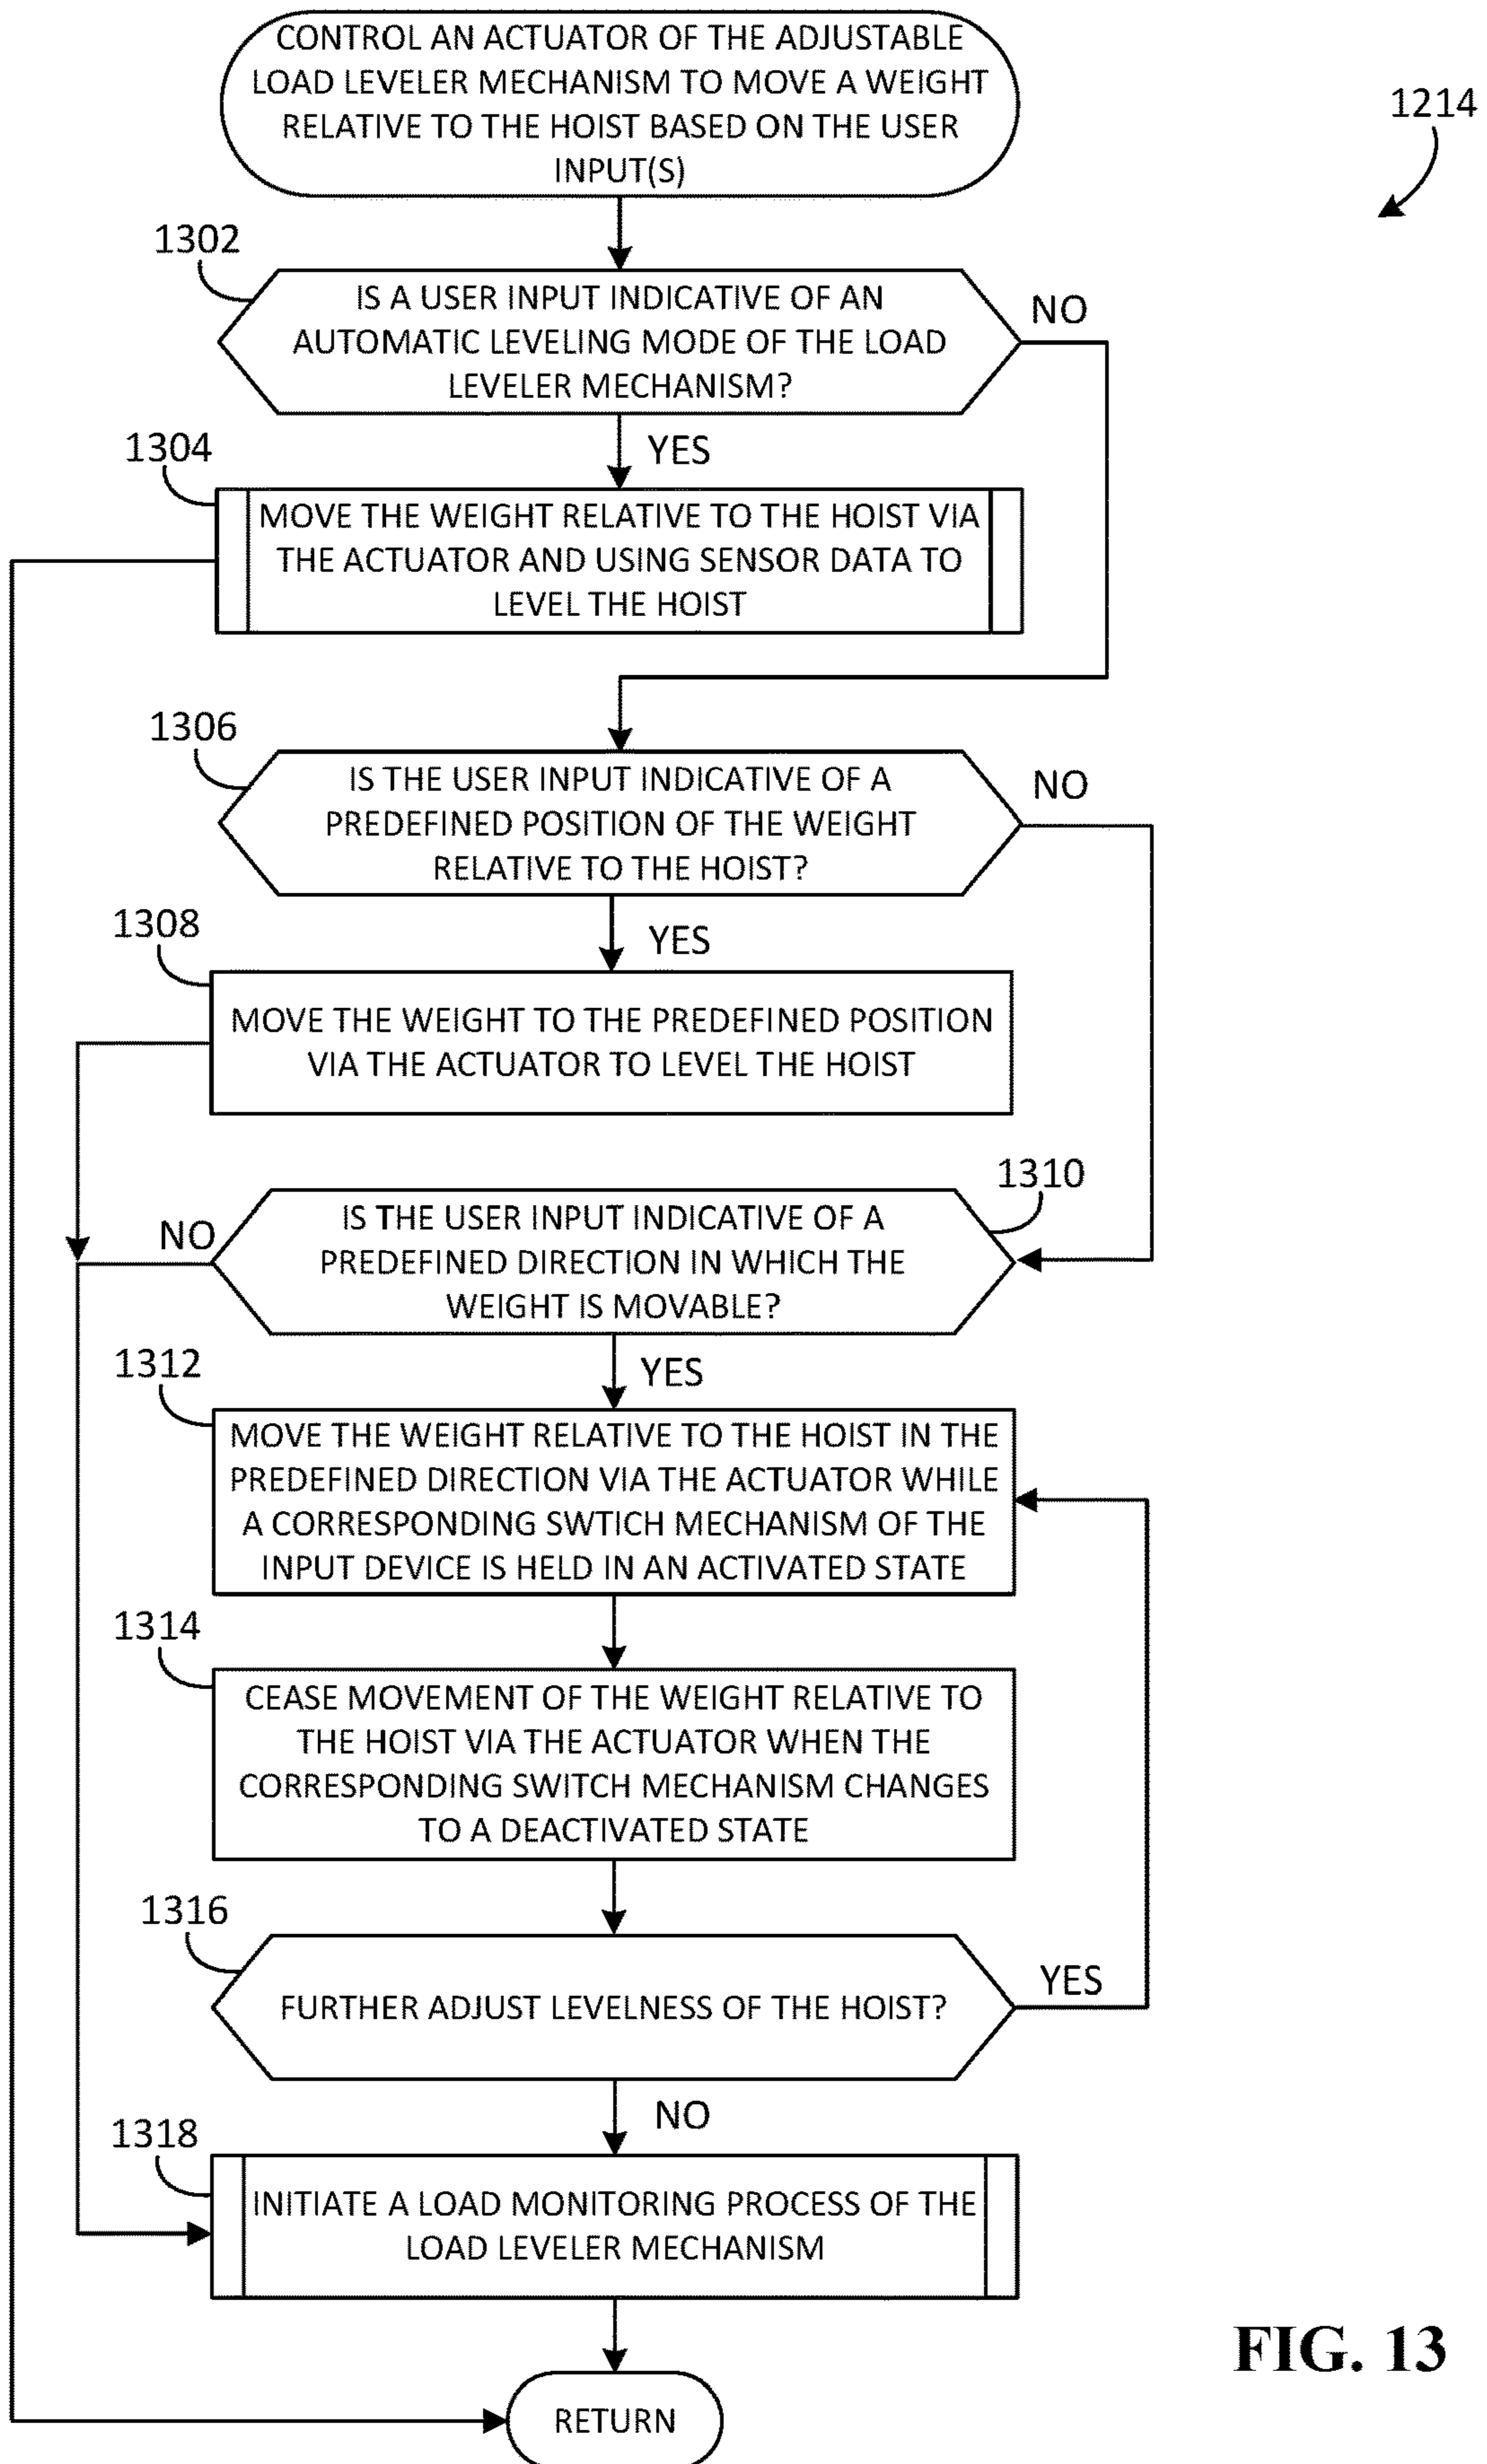 CONTROL AN ACTUATOR OF THE ADJUSTABLE
LOAD LEVELER MECHANISM TO MOVE A WEIGHT
RELATIVE TO THE HOIST BASED ON THE USER
INPUT(S)
1214
1302
IS A USER INPUT INDICATIVE OF AN
AUTOMATIC LEVELING MODE OF THE LOAD
LEVELER MECHANISM?
NO
YES
1304
MOVE THE WEIGHT RELATIVE TO THE HOIST VIA
THE ACTUATOR AND USING SENSOR DATA TO
LEVEL THE HOIST
1306
IS THE USER INPUT INDICATIVE OF A
PREDEFINED POSITION OF THE WEIGHT
RELATIVE TO THE HOIST?
NO
YES
1308
MOVE THE WEIGHT TO THE PREDEFINED POSITION
VIA THE ACTUATOR TO LEVEL THE HOIST
1310
NO
IS THE USER INPUT INDICATIVE OF A
PREDEFINED DIRECTION IN WHICH THE
WEIGHT IS MOVABLE?
YES
1312
MOVE THE WEIGHT RELATIVE TO THE HOIST IN THE
PREDEFINED DIRECTION VIA THE ACTUATOR WHILE
A CORRESPONDING SWTICH MECHANISM OF THE
INPUT DEVICE IS HELD IN AN ACTIVATED STATE
1314
CEASE MOVEMENT OF THE WEIGHT RELATIVE TO
THE HOIST VIA THE ACTUATOR WHEN THE
CORRESPONDING SWITCH MECHANISM CHANGES
TO A DEACTIVATED STATE
1316
FURTHER ADJUST LEVELNESS OF THE HOIST?
YES
NO
1318
INITIATE A LOAD MONITORING PROCESS OF THE
LOAD LEVELER MECHANISM
RETURN
FIG. 13